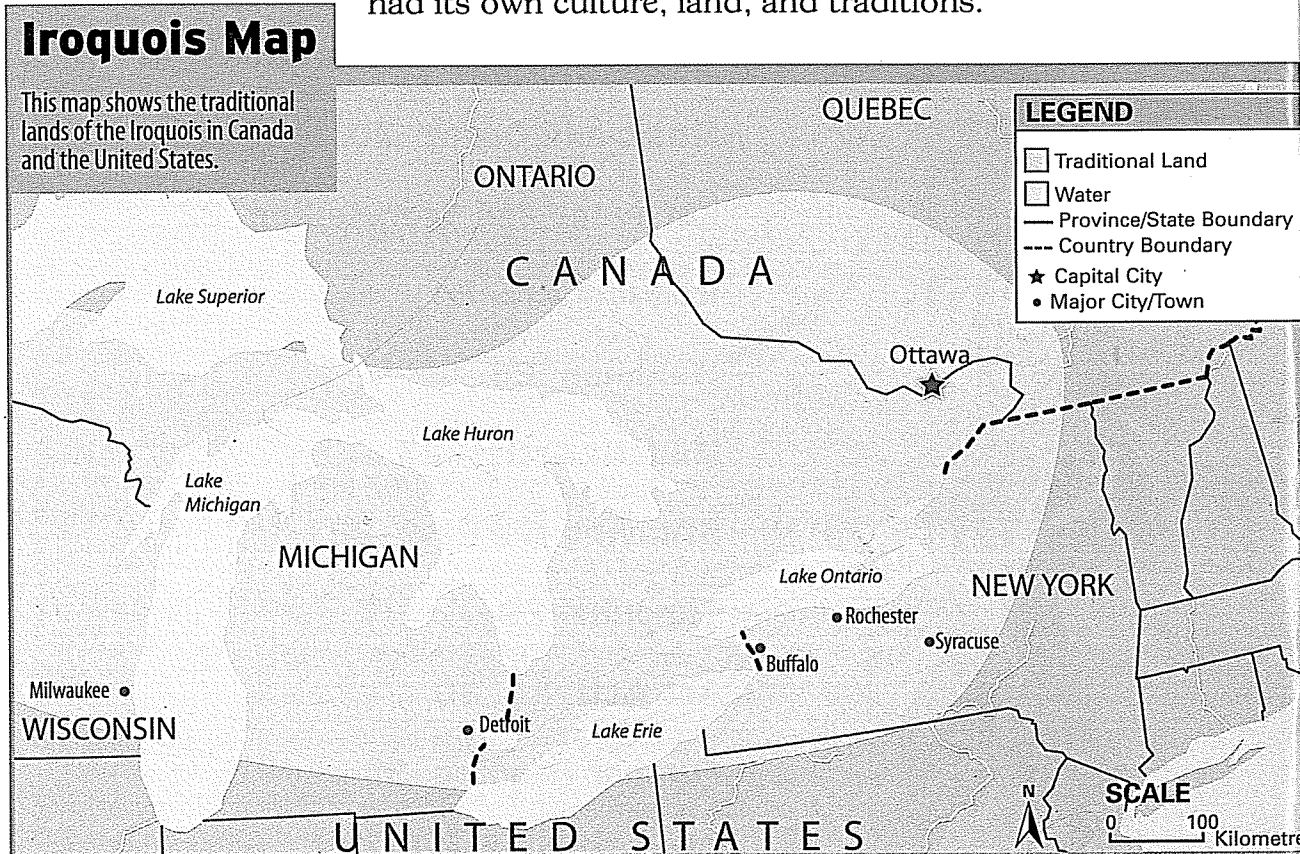 had its own culture, land, and traditions.
Iroquois Map
This map shows the traditional
lands of the Iroquois in Canada
and the United States.
QUEBEC
ONTARIO
CANADA
LEGEND
Traditional Land
Water
Province/State Boundary
Country Boundary
Capital City
Major City/Town
Lake Superior
Ottawa
Lake Huron
Lake
Michigan
MICHIGAN
Lake Ontario
NEW YORK
Rochester
Syracuse
Buffalo
Milwaukee
WISCONSIN
Detroit
Lake Erie
UNITED STATES
N
SCALE
0 100
Kilometre